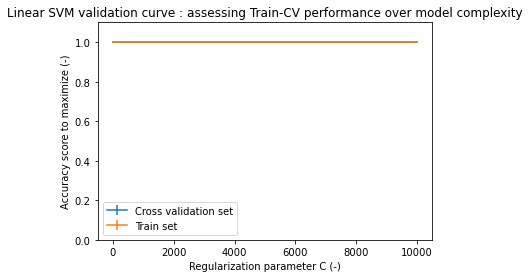 Linear SVM validation curve : assessing Train-CV performance over model complexity
Accuracy score to maximize (-)
1.0
0.8
0.6
0.4
0.2
0.0
Cross validation set
Train set
0 2000 4000 6000 8000 10000
Regularization parameter C (-)